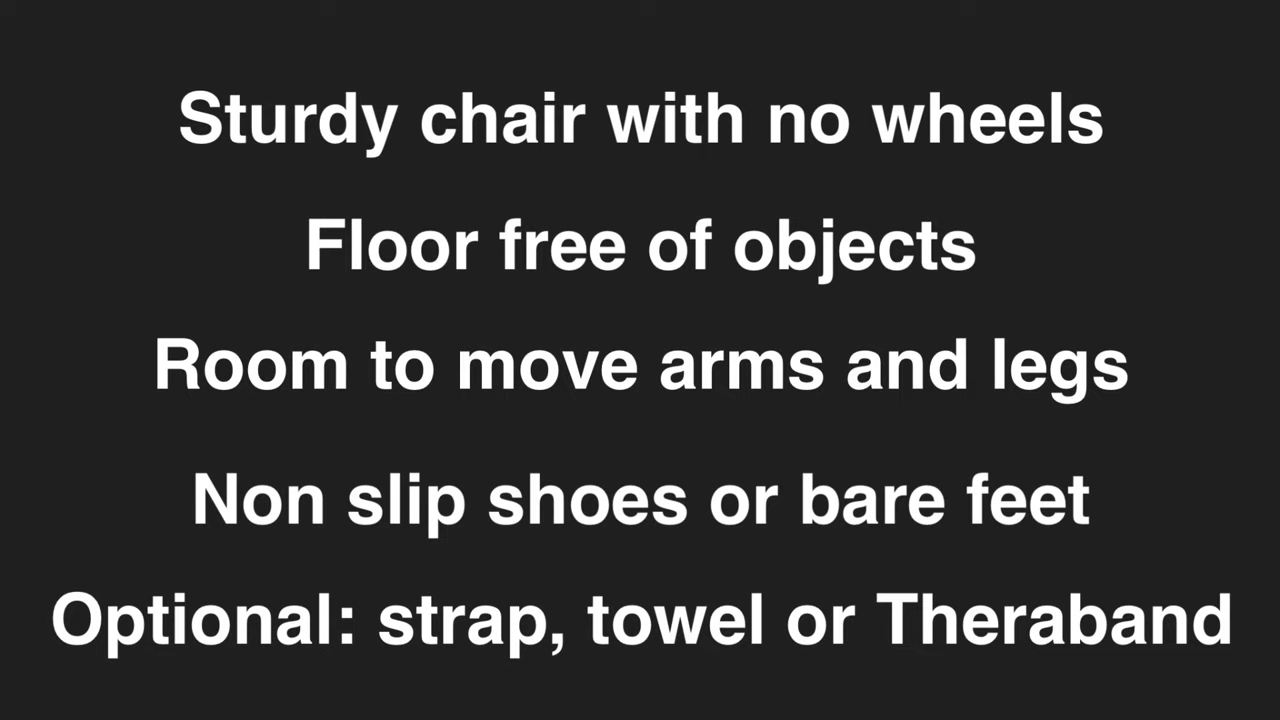 Sturdy chair with no wheels
Floor free of objects
Room to move arms and legs
Non slip shoes or bare feet
Optional: strap, towel or Theraband